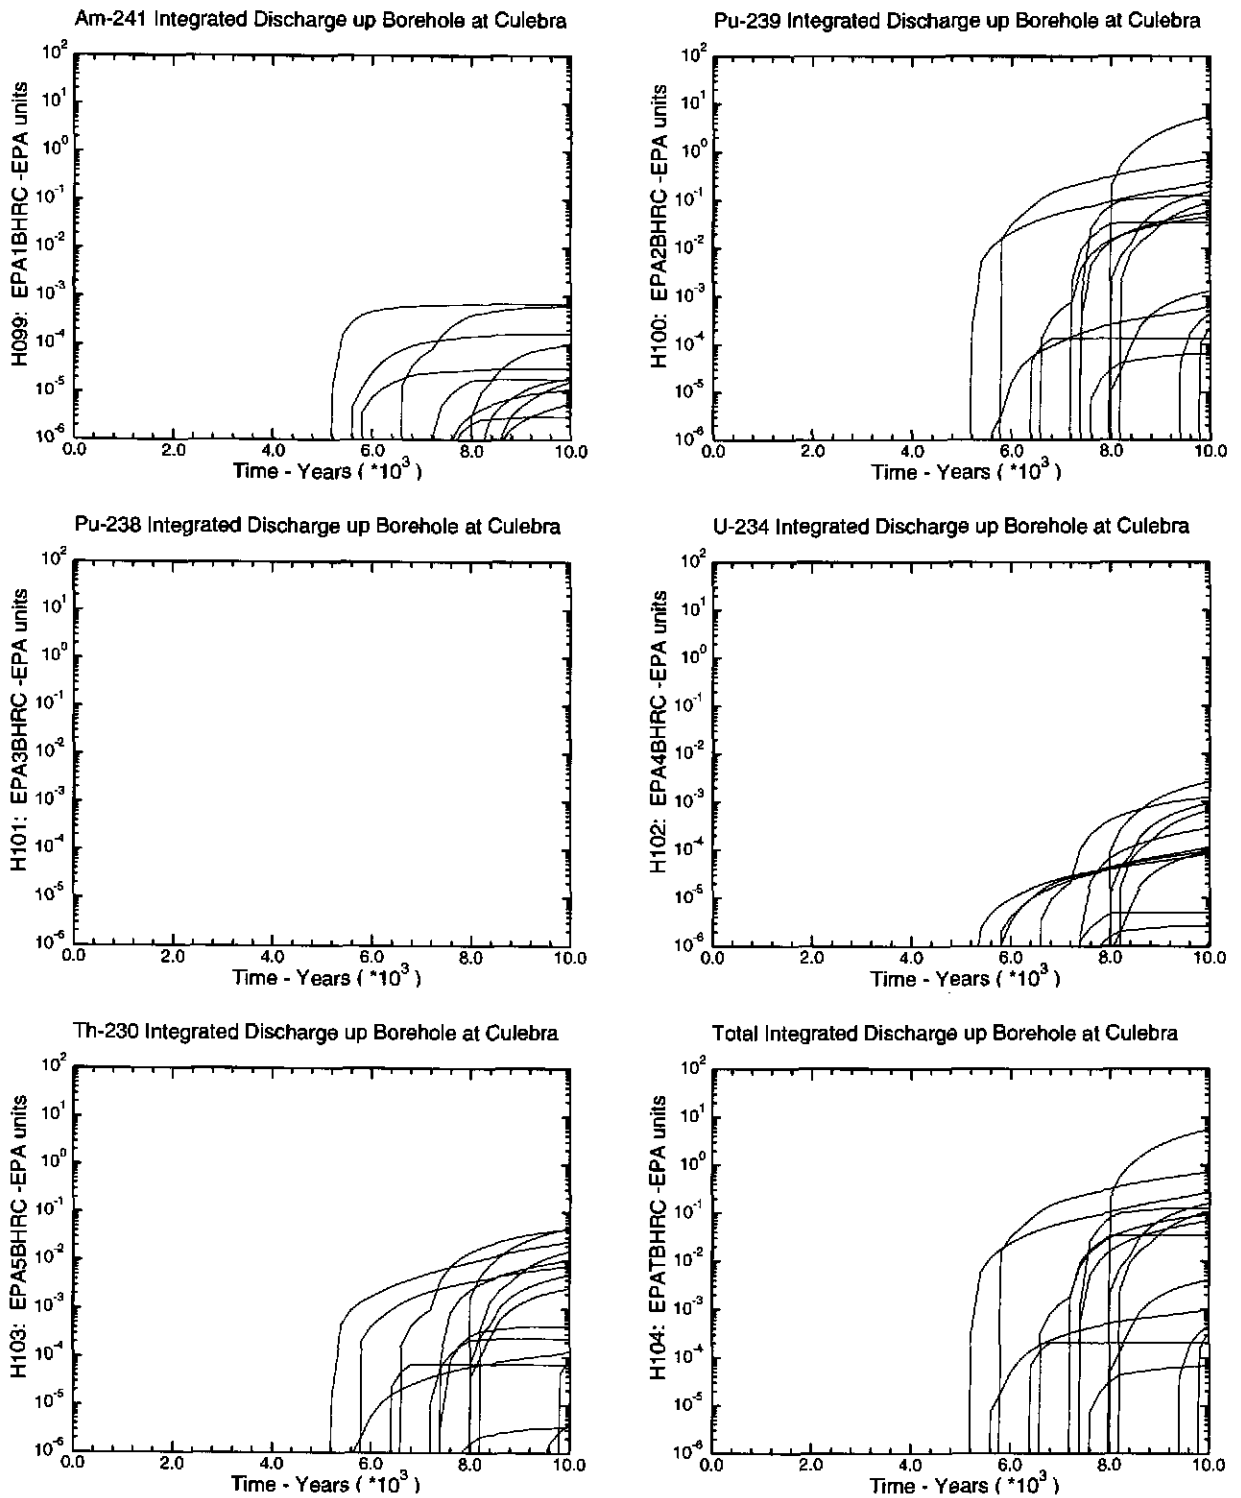 Am-241 Integrated Discharge up Borehole at Culebra
H099: EPA1BHRC -EPA units
10^2
10^1
10^0
10^-1
10^-2
10^-3
10^-4
10^-5
10^-6
0.0 2.0 4.0 6.0 8.0 10.0
Time - Years ( *10^3 )
Pu-239 Integrated Discharge up Borehole at Culebra
H100: EPA2BHRC -EPA units
10^2
10^1
10^0
10^-1
10^-2
10^-3
10^-4
10^-5
10^-6
0.0 2.0 4.0 6.0 8.0 10.0
Time - Years ( *10^3 )
Pu-238 Integrated Discharge up Borehole at Culebra
H101: EPA3BHRC -EPA units
10^2
10^1
10^0
10^-1
10^-2
10^-3
10^-4
10^-5
10^-6
0.0 2.0 4.0 6.0 8.0 10.0
Time - Years ( *10^3 )
U-234 Integrated Discharge up Borehole at Culebra
H102: EPA4BHRC -EPA units
10^2
10^1
10^0
10^-1
10^-2
10^-3
10^-4
10^-5
10^-6
0.0 2.0 4.0 6.0 8.0 10.0
Time - Years ( *10^3 )
Th-230 Integrated Discharge up Borehole at Culebra
H103: EPA5BHRC -EPA units
10^2
10^1
10^0
10^-1
10^-2
10^-3
10^-4
10^-5
10^-6
0.0 2.0 4.0 6.0 8.0 10.0
Time - Years ( *10^3 )
Total Integrated Discharge up Borehole at Culebra
H104: EPATBHRC -EPA units
10^2
10^1
10^0
10^-1
10^-2
10^-3
10^-4
10^-5
10^-6
0.0 2.0 4.0 6.0 8.0 10.0
Time - Years ( *10^3 )